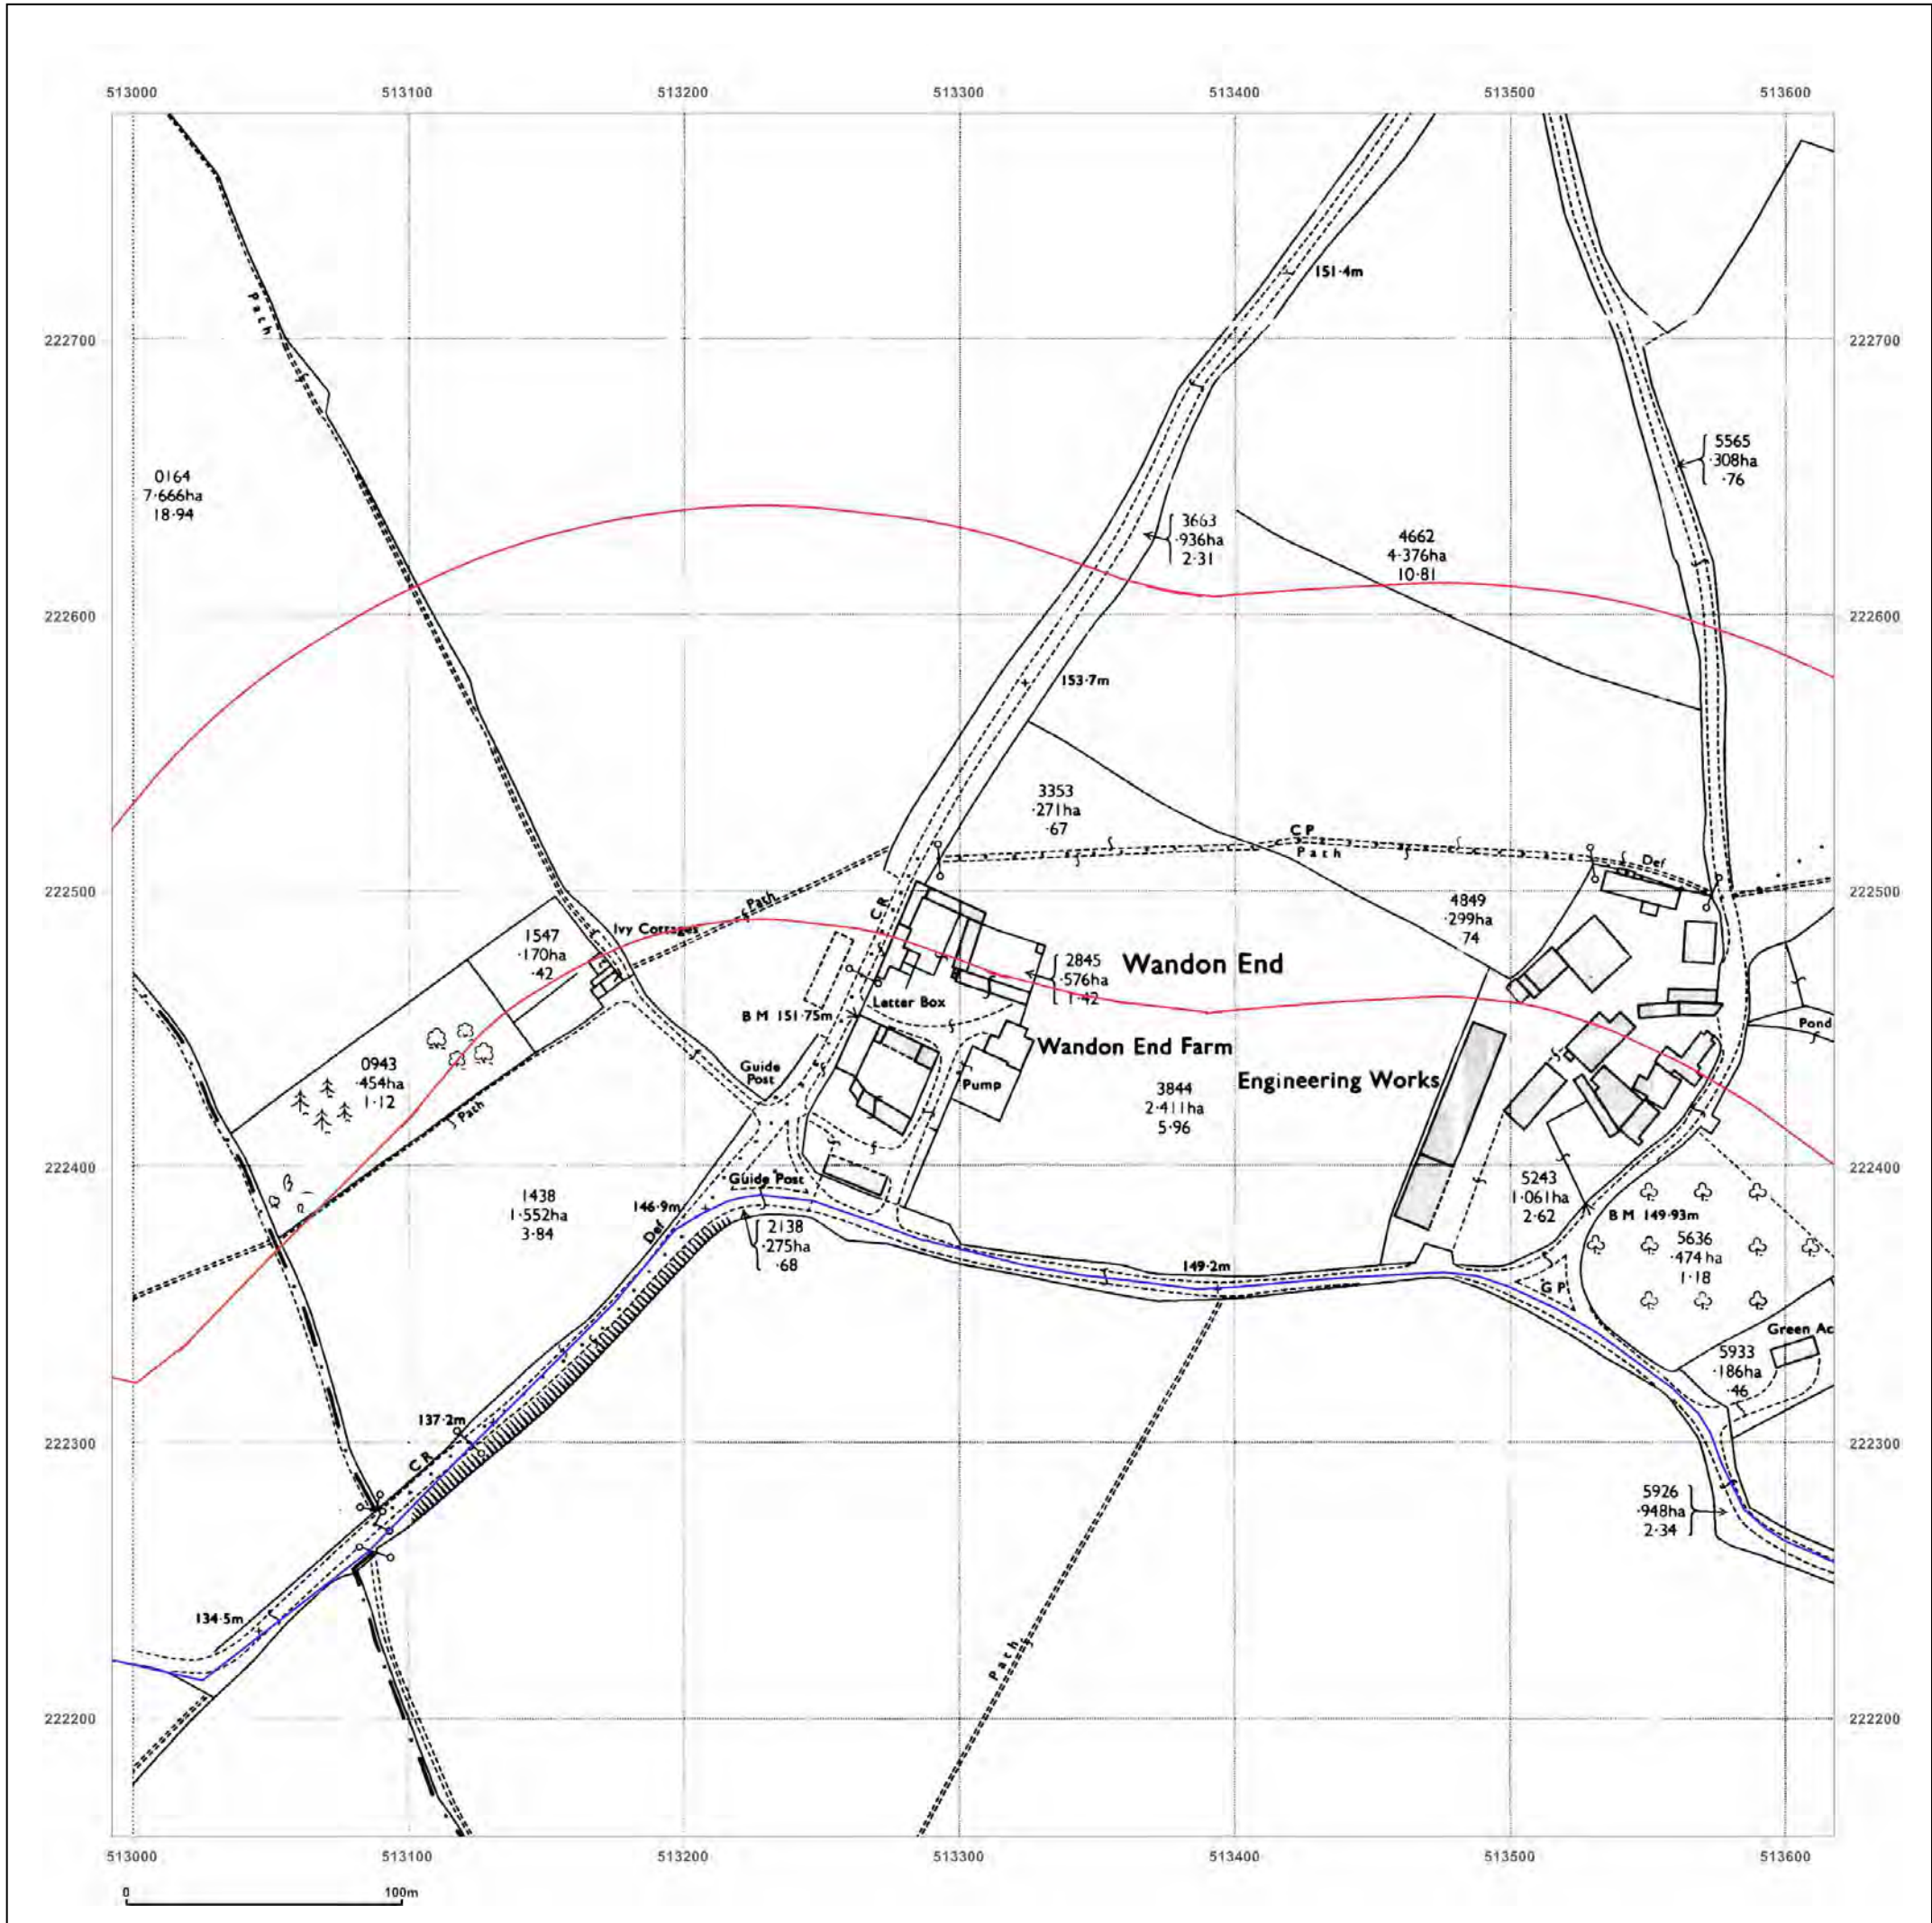 513000 513100 513200 513300 513400 513500 513600
151·4m
Path
222700 222700
5565
·308ha
·76
0164
7·666ha
18·94
3663
·936ha
2·31
4662
4·376ha
10·81
222600 222600
153·7m
3353
·271ha
·67
C P
Path
Def
222500 222500
Path
C R
4849
·299ha
·74
Ivy Cottages
1547
·170ha
·42
2845
·576ha
1·42
Wandon End
Letter Box
B M 151·75m
Pond
Wandon End Farm
0943
·454ha
1·12
Guide
Post
Pump
Engineering Works
3844
2·411ha
5·96
Path
222400 222400
Guide Post
1438
1·552ha
3·84
146·9m
Def
5243
1·061ha
2·62
B M 149·93m
2138
·275ha
·68
5636
·474ha
1·18
149·2m
G P
Green Ac
5933
·186ha
·46
137·2m
222300 222300
C R
5926
·948ha
2·34
134·5m
Path
222200 222200
513000 513100 513200 513300 513400 513500 513600
0 100m